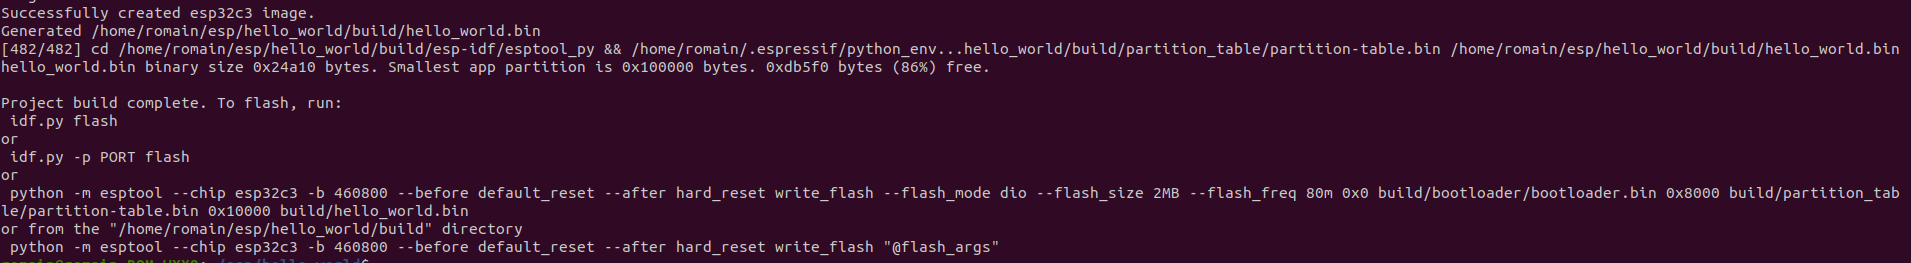 Successfully created esp32c3 image.
Generated /home/romain/esp/hello_world/build/hello_world.bin
[482/482] cd /home/romain/esp/hello_world/build/esp-idf/esptool_py && /home/romain/.espressif/python_env...hello_world/build/partition_table/partition-table.bin /home/romain/esp/hello_world/build/hello_world.bin
hello_world.bin binary size 0x24a10 bytes. Smallest app partition is 0x100000 bytes. 0xdb5f0 bytes (86%) free.
Project build complete. To flash, run:
idf.py flash
or
idf.py -p PORT flash
or
python -m esptool --chip esp32c3 -b 460800 --before default_reset --after hard_reset write_flash --flash_mode dio --flash_size 2MB --flash_freq 80m 0x0 build/bootloader/bootloader.bin 0x8000 build/partition_tab
le/partition-table.bin 0x10000 build/hello_world.bin
or from the "/home/romain/esp/hello_world/build" directory
python -m esptool --chip esp32c3 -b 460800 --before default_reset --after hard_reset write_flash "@flash_args"